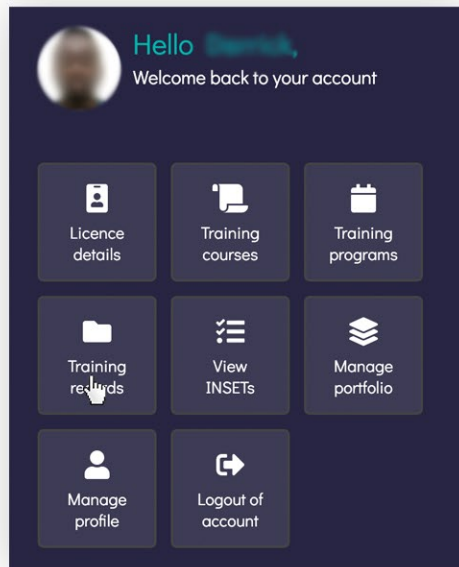 Hello
Welcome back to your account
Licence
details
Training
courses
Training
programs
Training
records
View
INSETs
Manage
portfolio
Manage
profile
Logout of
account